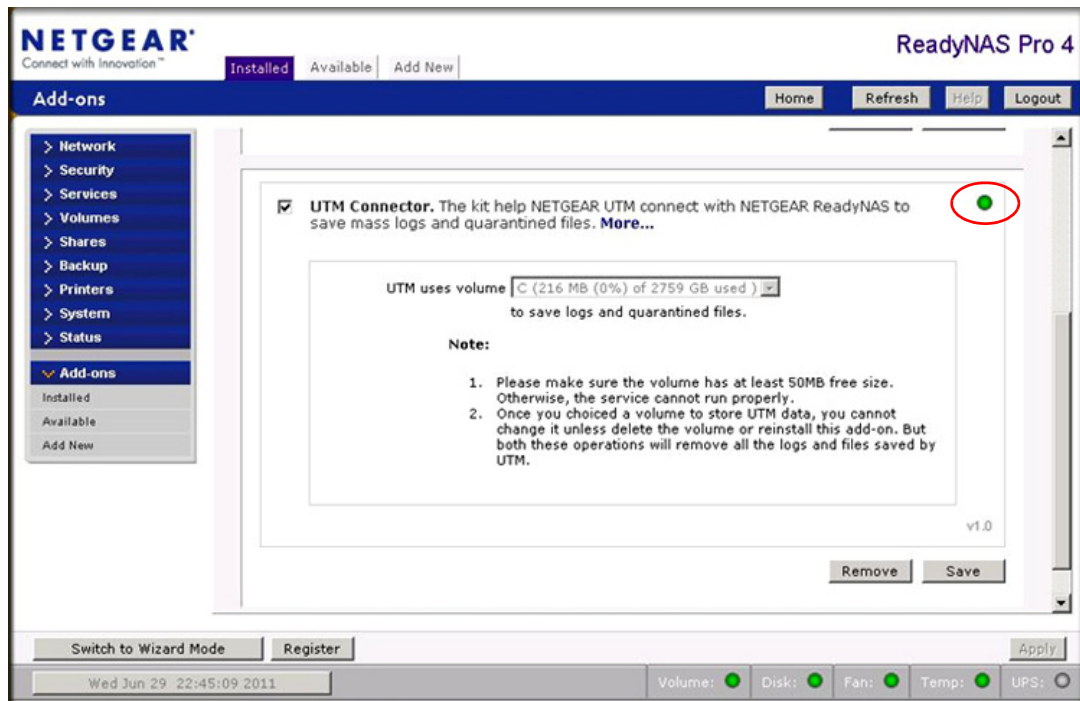 NETGEAR®
Connect with Innovation™
ReadyNAS Pro 4
Installed Available Add New
Add-ons
Home Refresh Help Logout
> Network
> Security
> Services
> Volumes
> Shares
> Backup
> Printers
> System
> Status
Add-ons
Installed
Available
Add New
UTM Connector. The kit help NETGEAR UTM connect with NETGEAR ReadyNAS to
save mass logs and quarantined files. More...
UTM uses volume C (216 MB (0%) of 2759 GB used )
to save logs and quarantined files.
Note:
1. Please make sure the volume has at least 50MB free size.
Otherwise, the service cannot run properly.
2. Once you choiced a volume to store UTM data, you cannot
change it unless delete the volume or reinstall this add-on. But
both these operations will remove all the logs and files saved by
UTM.
v1.0
Remove Save
Switch to Wizard Mode Register Apply
Wed Jun 29 22:45:09 2011 Volume: Disk: Fan: Temp: UPS: